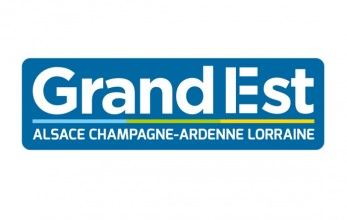 Grand Est
ALSACE CHAMPAGNE-ARDENNE LORRAINE